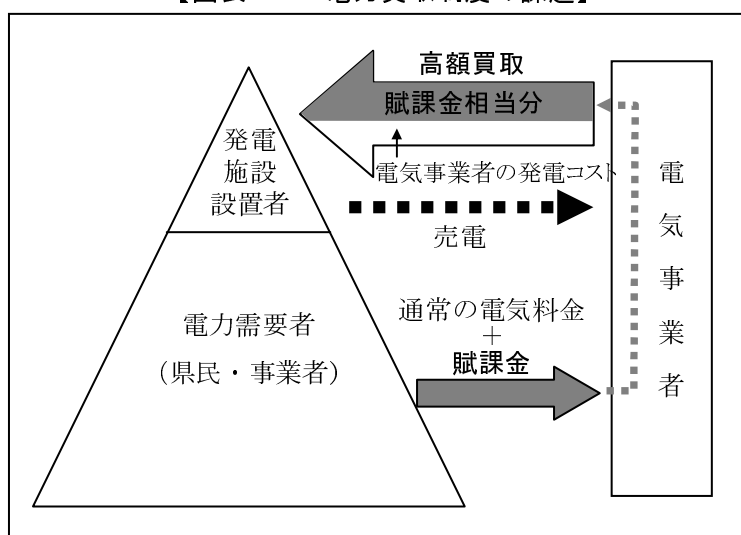 高額買取
賦課金相当分
発電
施設
設置者
電気事業者の発電コスト
売電
電気事業者
通常の電気料金
＋
賦課金
電力需要者
（県民・事業者）